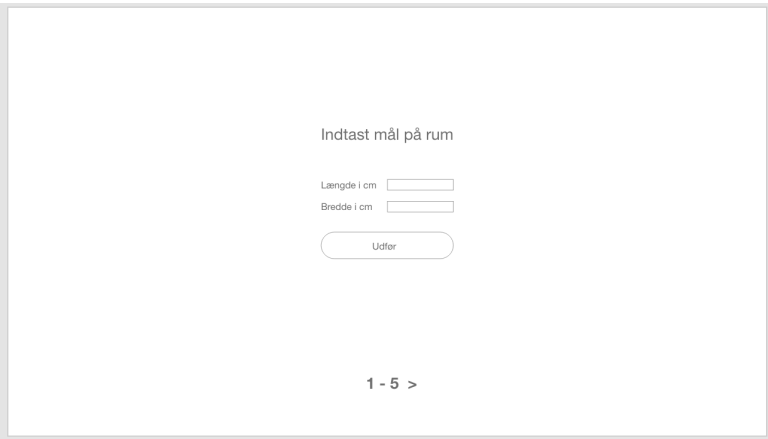 Indtast mål på rum
Længde i cm
Bredde i cm
Udfør
1 - 5 >